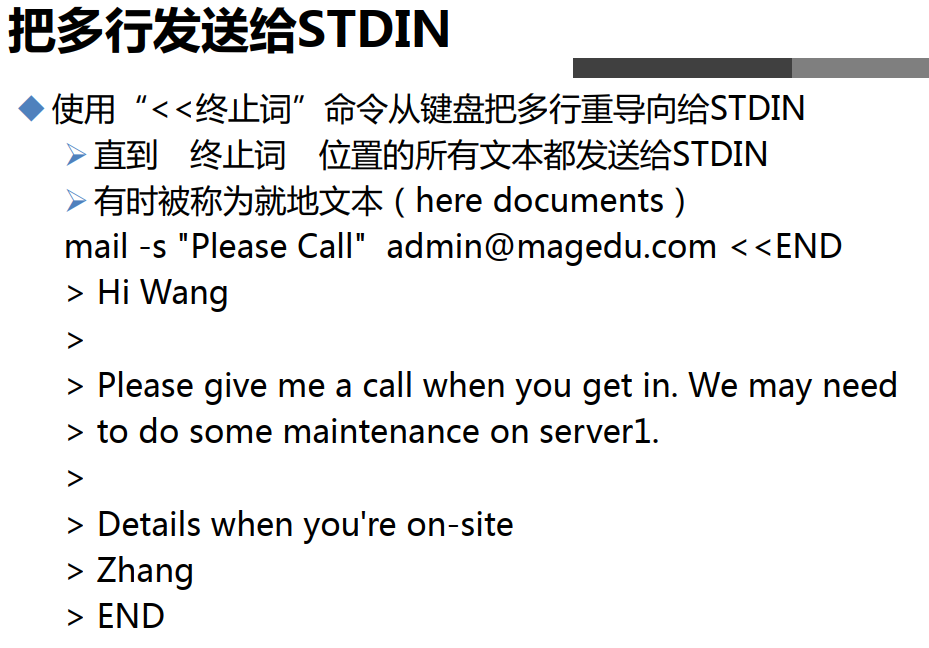 把多行发送给STDIN
使用“<<终止词”命令从键盘把多行重导向给STDIN
直到 终止词 位置的所有文本都发送给STDIN
有时被称为就地文本（here documents）
mail -s "Please Call" admin@magedu.com <<END
> Hi Wang
>
> Please give me a call when you get in. We may need
> to do some maintenance on server1.
>
> Details when you're on-site
> Zhang
> END